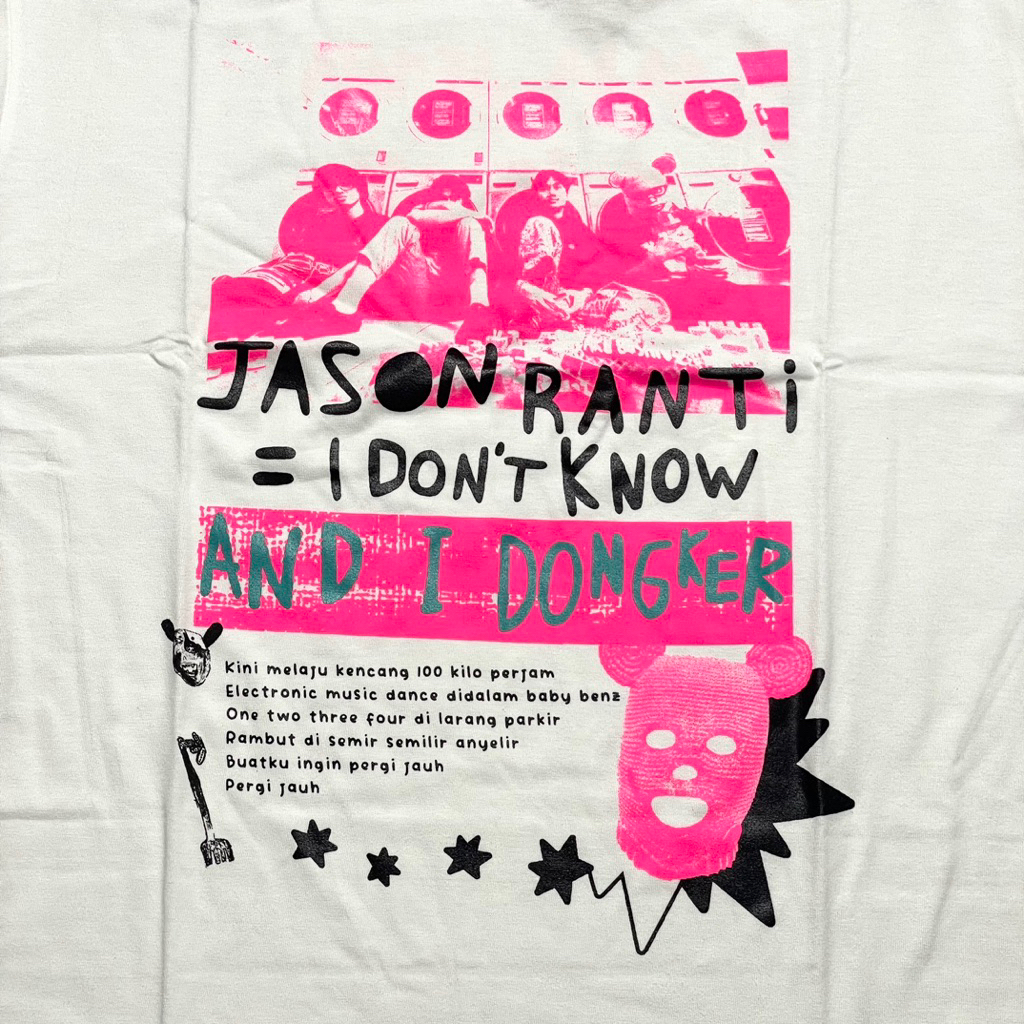 JASON RANTi
= I DON'T KNOW
AND I DONGKER
Kini melaju kencang 100 kilo perjam
Electronic music dance didalam baby benz
One two three four di larang parkir
Rambut di semir semilir anyelir
Buatku ingin pergi jauh
Pergi jauh